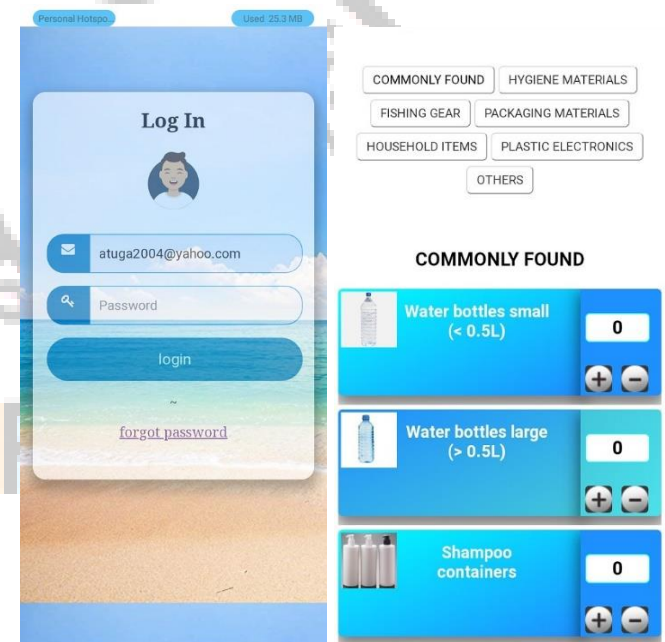 Personal Hotspo...
Used: 25.3 MB
Log In
atuga2004@yahoo.com
Password
login
~
forgot password
COMMONLY FOUND
HYGIENE MATERIALS
FISHING GEAR
PACKAGING MATERIALS
HOUSEHOLD ITEMS
PLASTIC ELECTRONICS
OTHERS
COMMONLY FOUND
Water bottles small
(< 0.5L)
0
Water bottles large
(> 0.5L)
0
Shampoo
containers
0